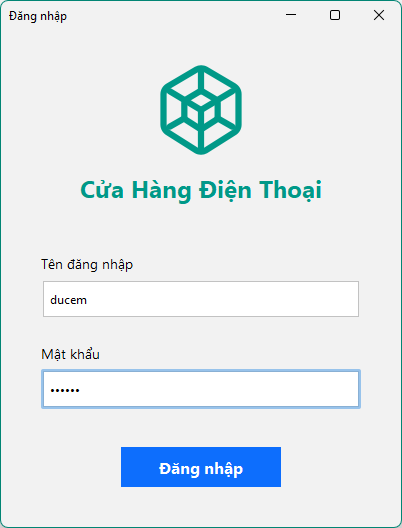 Đăng nhập
Cửa Hàng Điện Thoại
Tên đăng nhập
ducem
Mật khẩu
••••••
Đăng nhập